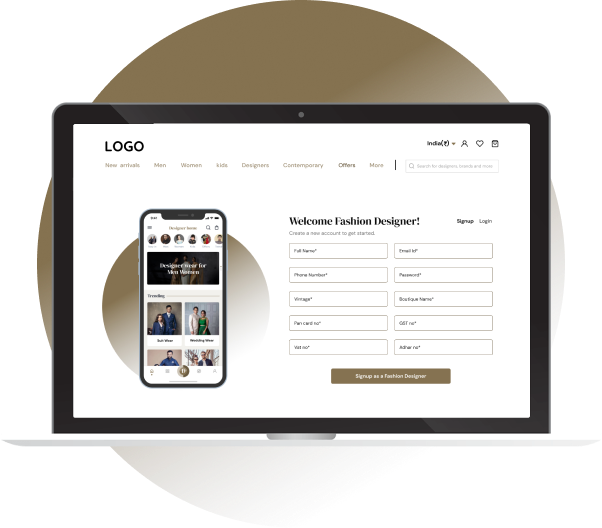 LOGO
India(₹)
New arrivals Men Women kids Designers Contemporary Offers More
Search for designers, brands and more
Designer home
Designer wear for
Men Women
Trending
Suit Wear Wedding Wear
Welcome Fashion Designer!
Signup Login
Create a new account to get started.
Full Name* Email Id*
Phone Number* Password*
Vintage* Boutique Name*
Pan card no* GST no*
Vat no* Adhar no*
Signup as a Fashion Designer